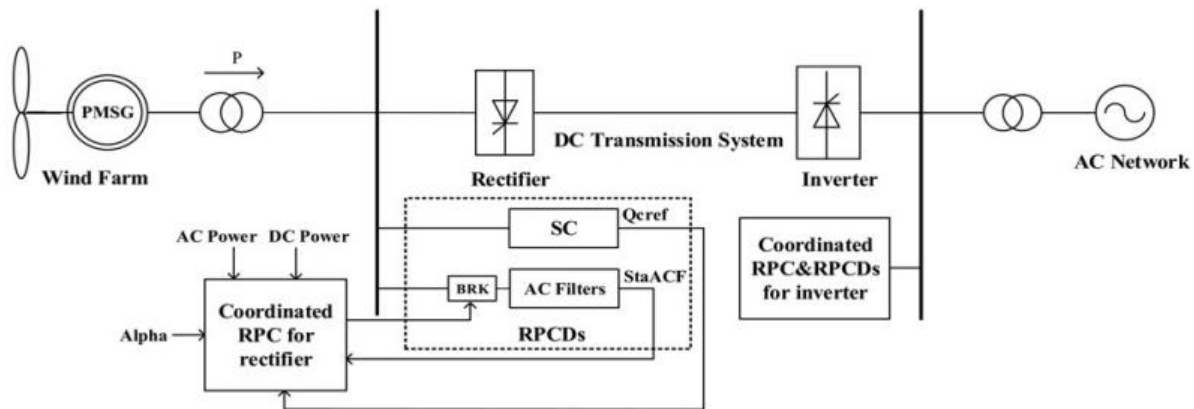 P
PMSG
Wind Farm
Rectifier
DC Transmission System
Inverter
AC Network
AC Power
DC Power
Alpha
Coordinated
RPC for
rectifier
SC
Qcref
BRK
AC Filters
StaACF
RPCDs
Coordinated
RPC&RPCDs
for inverter